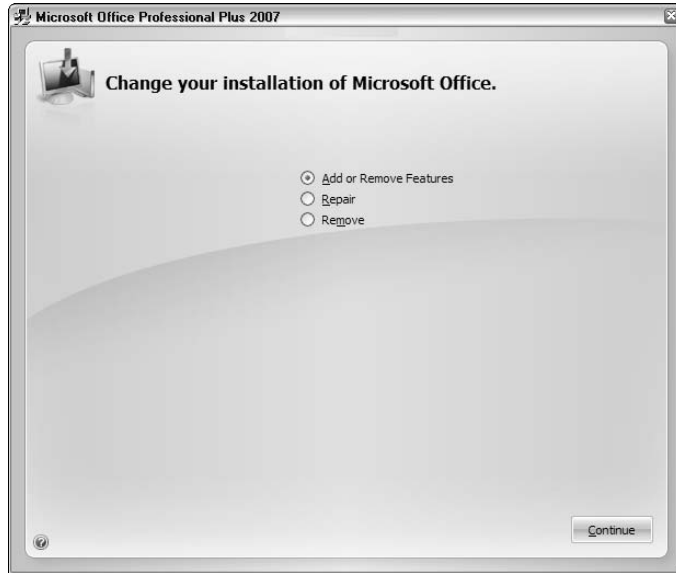 Microsoft Office Professional Plus 2007
Change your installation of Microsoft Office.
Add or Remove Features
Repair
Remove
Continue